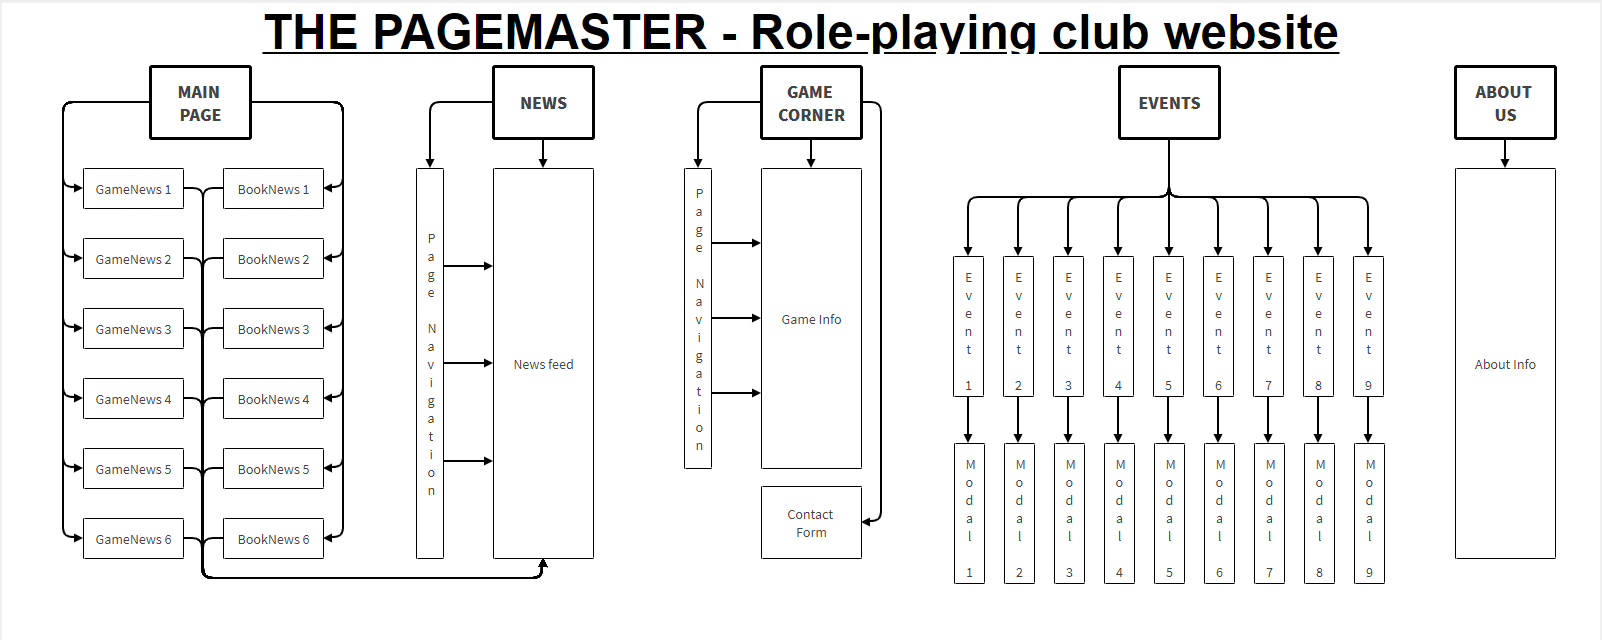 THE PAGEMASTER - Role-playing club website
MAIN
PAGE
NEWS
GAME
CORNER
EVENTS
ABOUT
US
GameNews 1
BookNews 1
GameNews 2
BookNews 2
GameNews 3
BookNews 3
GameNews 4
BookNews 4
GameNews 5
BookNews 5
GameNews 6
BookNews 6
Page Navigation
News feed
Page Navigation
Game Info
Contact
Form
Event 1
Event 2
Event 3
Event 4
Event 5
Event 6
Event 7
Event 8
Event 9
Modal 1
Modal 2
Modal 3
Modal 4
Modal 5
Modal 6
Modal 7
Modal 8
Modal 9
About Info